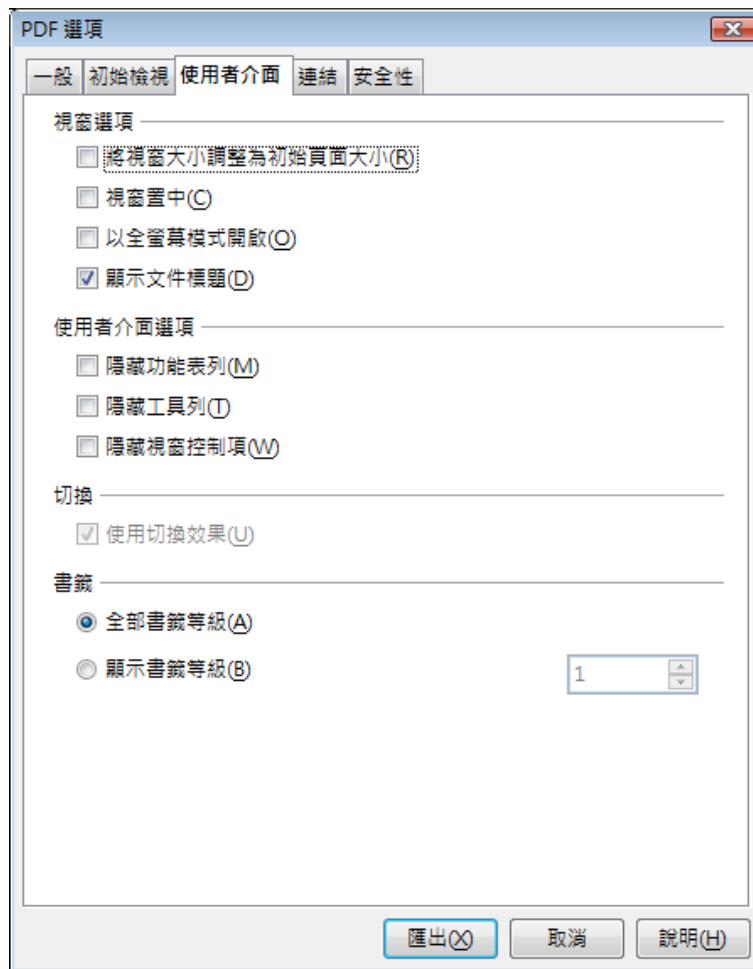 PDF 選項
一般 初始檢視 使用者介面 連結 安全性
視窗選項
將視窗大小調整為初始頁面大小(R)
視窗置中(C)
以全螢幕模式開啟(O)
顯示文件標題(D)
使用者介面選項
隱藏功能表列(M)
隱藏工具列(T)
隱藏視窗控制項(W)
切換
使用切換效果(U)
書籤
全部書籤等級(A)
顯示書籤等級(B) 1
匯出(X) 取消 說明(H)